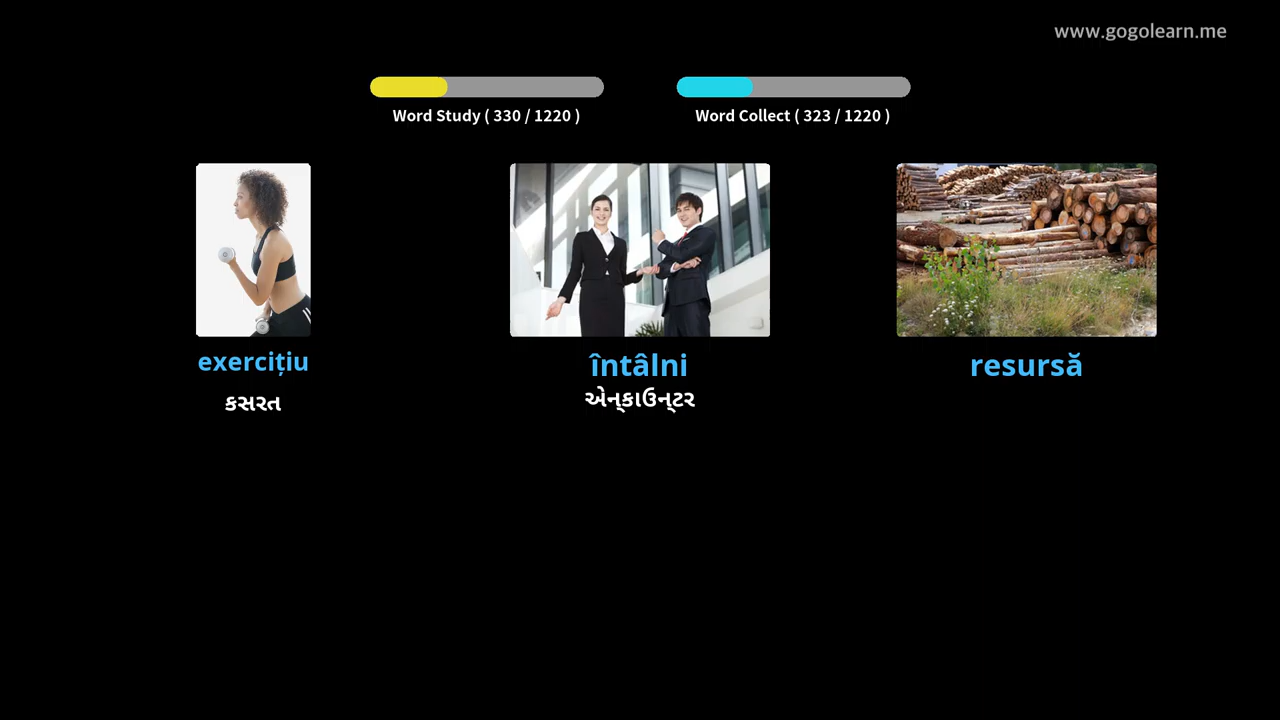 www.gogolearn.me
Word Study ( 330 / 1220 )
Word Collect ( 323 / 1220 )
exercițiu
întâlni
resursă
કસરત
એન્કાઉન્ટર